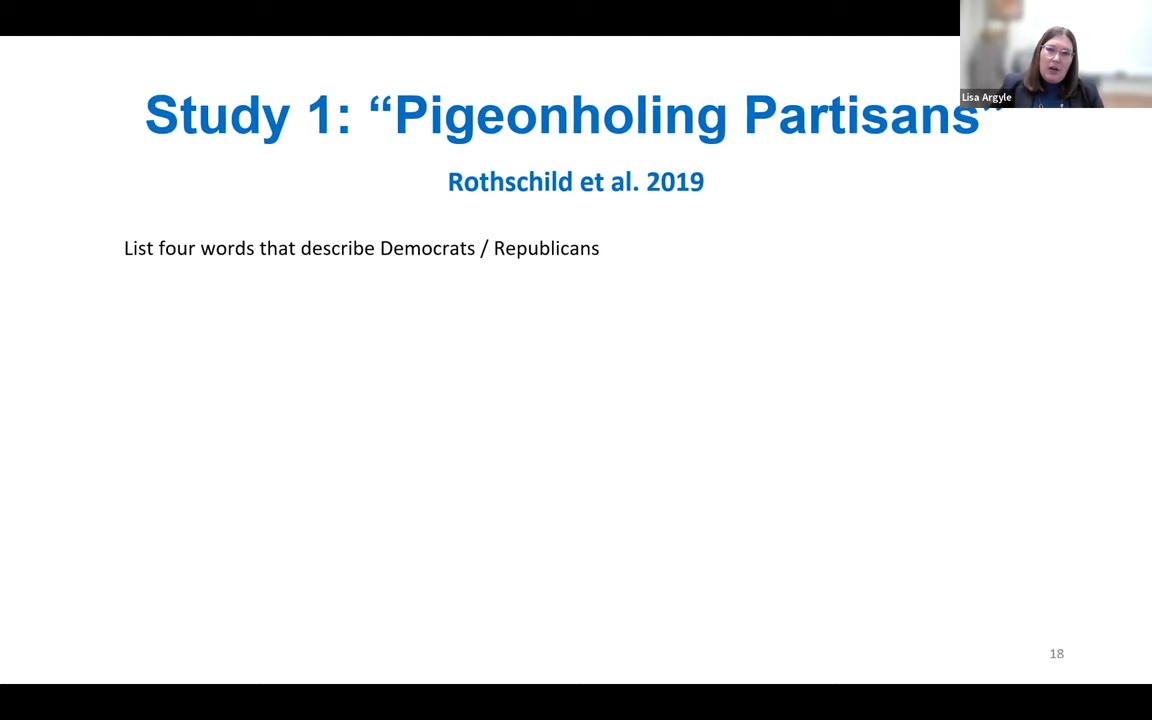 Lisa Argyle
Study 1: “Pigeonholing Partisans”
Rothschild et al. 2019
List four words that describe Democrats / Republicans
18